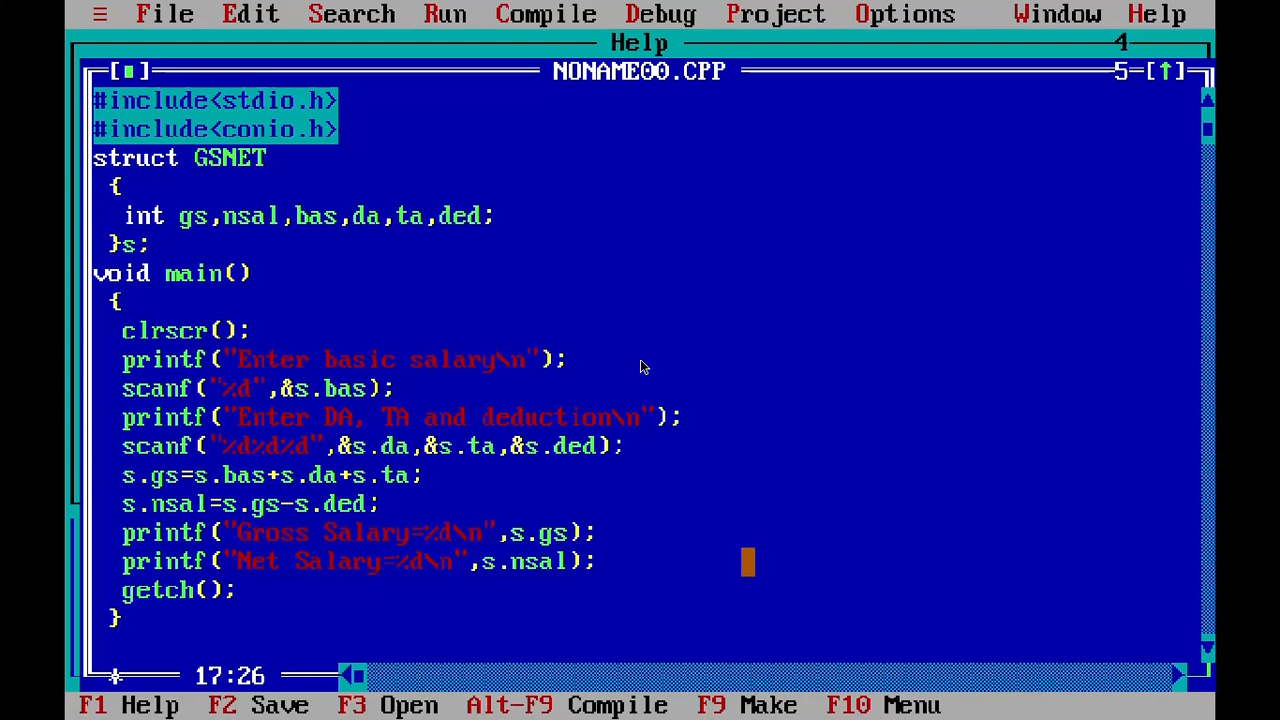 ≡ File Edit Search Run Compile Debug Project Options Window Help
Help 4
[■] NONAME00.CPP 5=[↑]
#include<stdio.h>
#include<conio.h>
struct GSNET
{
int gs,nsal,bas,da,ta,ded;
}s;
void main()
{
clrscr();
printf("Enter basic salary\n");
scanf("%d",&s.bas);
printf("Enter DA, TA and deduction\n");
scanf("%d%d%d",&s.da,&s.ta,&s.ded);
s.gs=s.bas+s.da+s.ta;
s.nsal=s.gs-s.ded;
printf("Gross Salary=%d\n",s.gs);
printf("Net Salary=%d\n",s.nsal);
getch();
}
17:26
F1 Help F2 Save F3 Open Alt-F9 Compile F9 Make F10 Menu